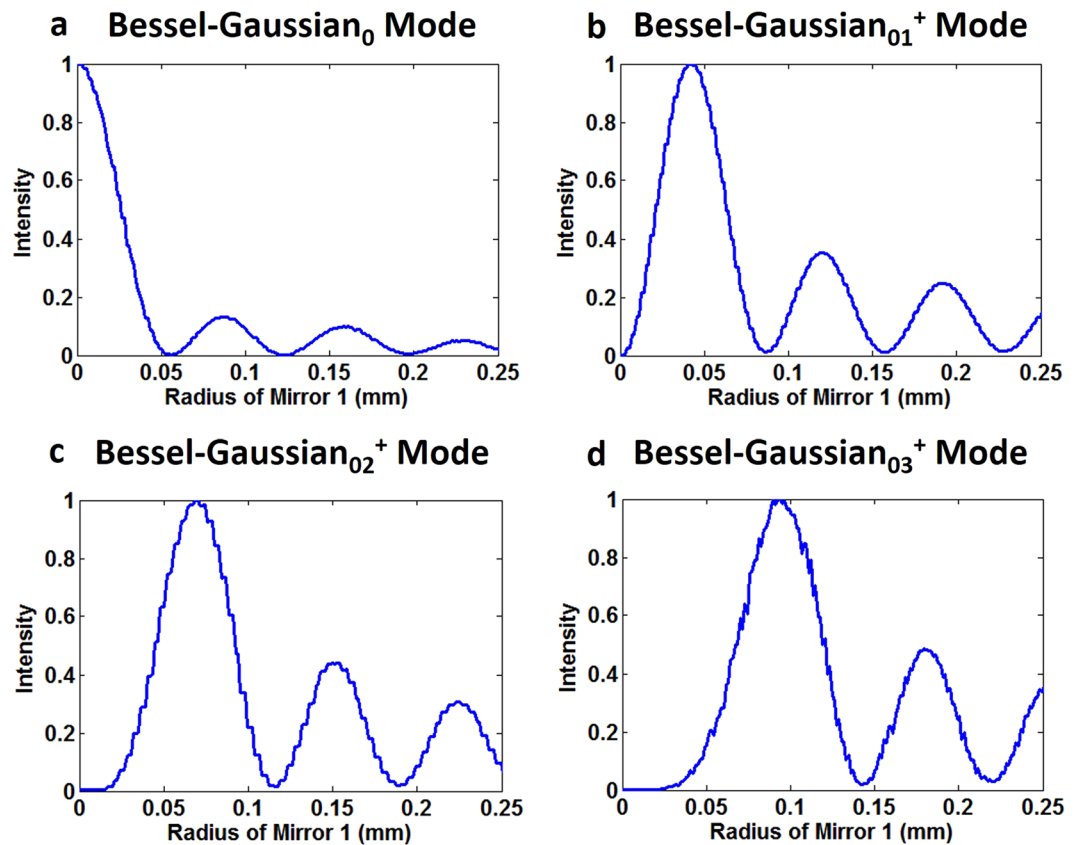 a Bessel-Gaussian₀ Mode
1
0.8
0.6
0.4
0.2
0
Intensity
0 0.05 0.1 0.15 0.2 0.25
Radius of Mirror 1 (mm)
b Bessel-Gaussian₀₁⁺ Mode
1
0.8
0.6
0.4
0.2
0
Intensity
0 0.05 0.1 0.15 0.2 0.25
Radius of Mirror 1 (mm)
c Bessel-Gaussian₀₂⁺ Mode
1
0.8
0.6
0.4
0.2
0
Intensity
0 0.05 0.1 0.15 0.2 0.25
Radius of Mirror 1 (mm)
d Bessel-Gaussian₀₃⁺ Mode
1
0.8
0.6
0.4
0.2
0
Intensity
0 0.05 0.1 0.15 0.2 0.25
Radius of Mirror 1 (mm)